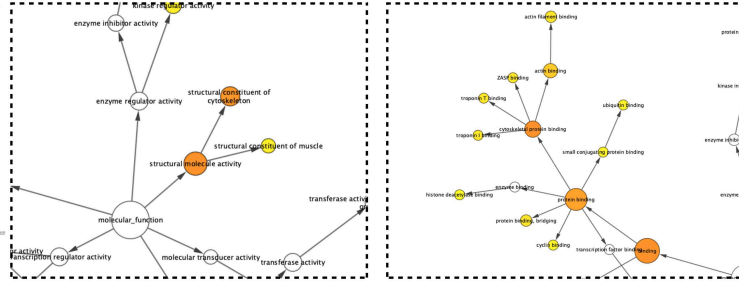 kinase regulator activity
enzyme inhibitor activity
structural constituent of
cytoskeleton
enzyme regulator activity
structural constituent of muscle
structural molecule activity
transferase activi
molecular_function
or activity
transcription regulator activity
molecular transducer activity
transferase activity
actin filament binding
protein
ZASP binding
actin binding
kinase in
troponin T binding
ubiquitin binding
cytoskeletal protein binding
troponin I binding
enzyme inhibi
small conjugating protein binding
enzyme binding
histone deacetylase binding
protein binding
enzyme
protein binding, bridging
cyclin binding
transcription factor binding
binding